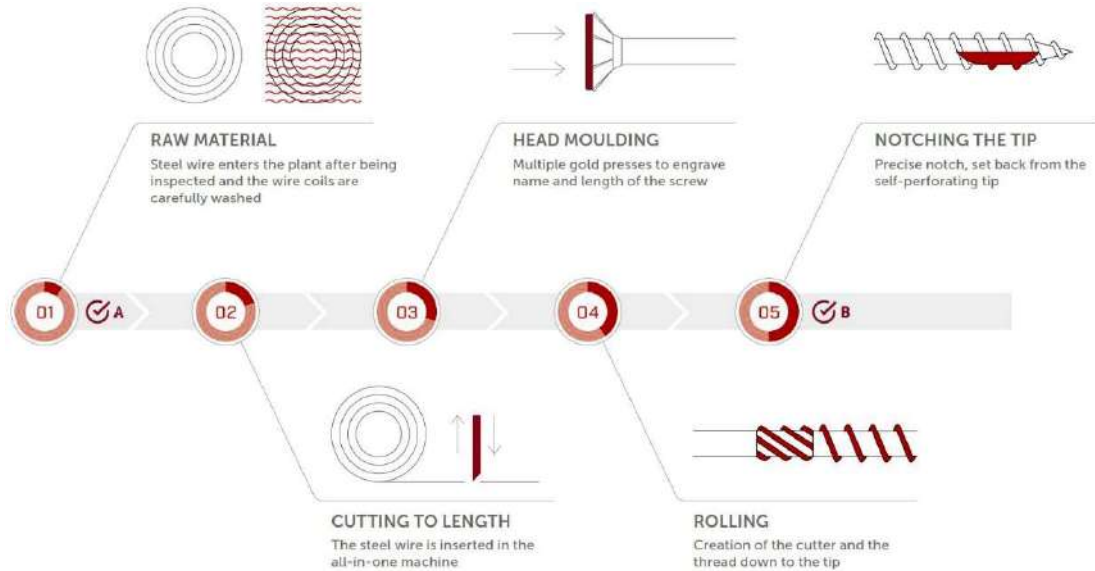 RAW MATERIAL
Steel wire enters the plant after being
inspected and the wire coils are
carefully washed
HEAD MOULDING
Multiple gold presses to engrave
name and length of the screw
NOTCHING THE TIP
Precise notch, set back from the
self-perforating tip
01
A
02
03
04
05
B
CUTTING TO LENGTH
The steel wire is inserted in the
all-in-one machine
ROLLING
Creation of the cutter and the
thread down to the tip